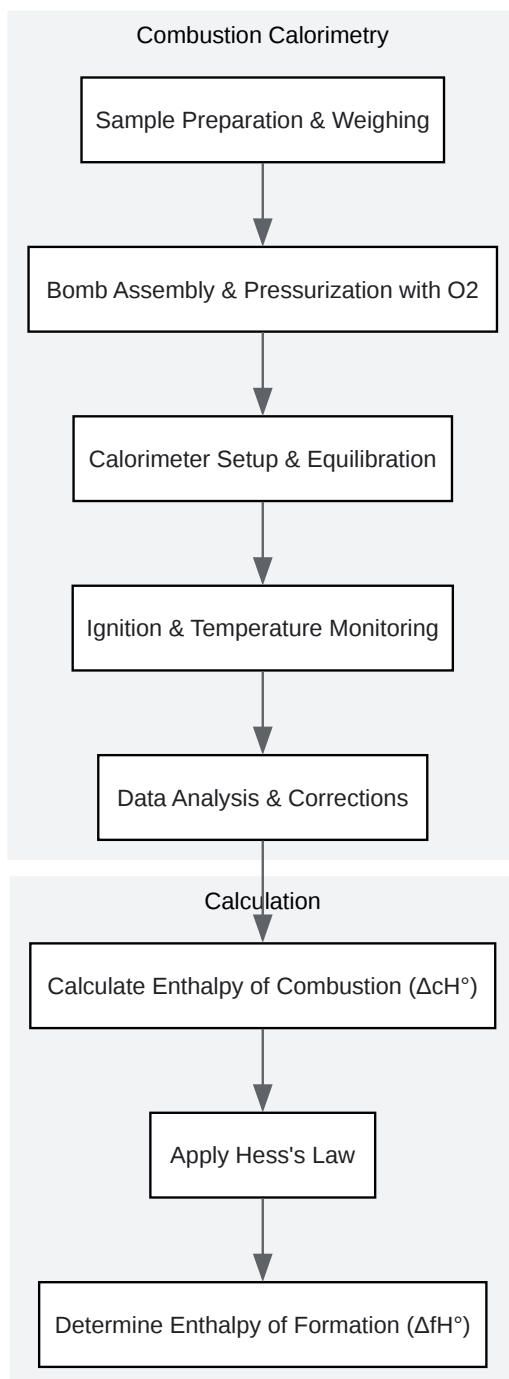 Combustion Calorimetry
Sample Preparation & Weighing
Bomb Assembly & Pressurization with O2
Calorimeter Setup & Equilibration
Ignition & Temperature Monitoring
Data Analysis & Corrections
Calculation
Calculate Enthalpy of Combustion (ΔcH°)
Apply Hess's Law
Determine Enthalpy of Formation (ΔfH°)